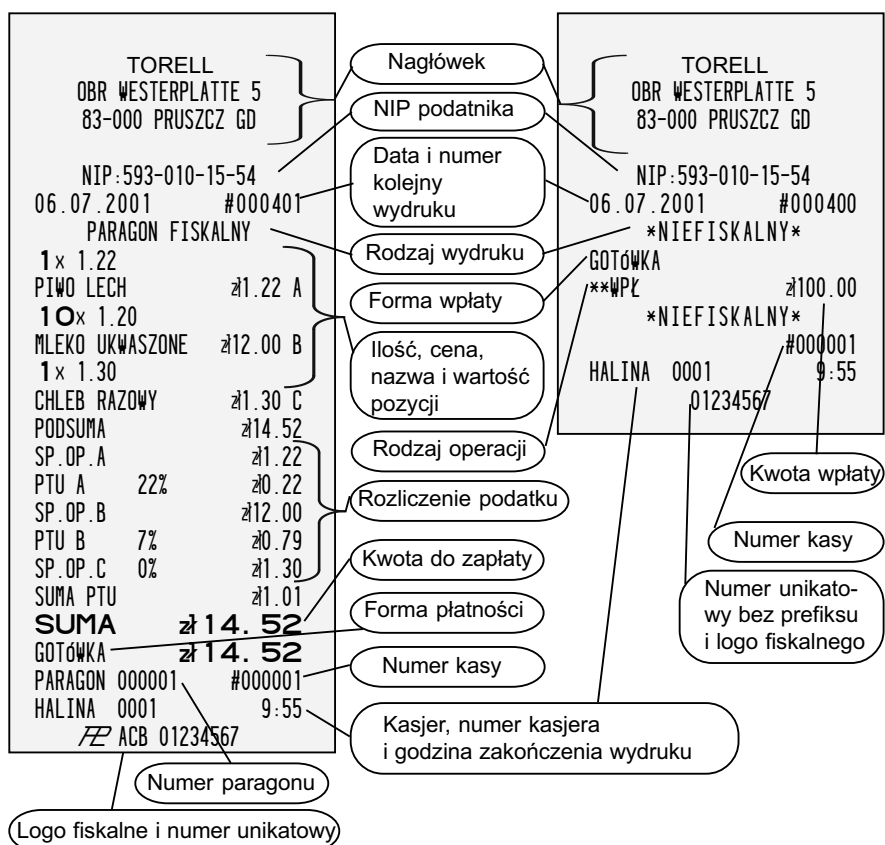 TORELL
OBR WESTERPLATTE 5
83-000 PRUSZCZ GD
NIP:593-010-15-54
06.07.2001 #000401
PARAGON FISKALNY
1x 1.22
PIWO LECH zł1.22 A
10x 1.20
MLEKO UKWASZONE zł12.00 B
1x 1.30
CHLEB RAZOWY zł1.30 C
PODSUMA zł14.52
SP.OP.A zł1.22
PTU A 22% zł0.22
SP.OP.B zł12.00
PTU B 7% zł0.79
SP.OP.C 0% zł1.30
SUMA PTU zł1.01
SUMA zł14.52
GOTóWKA zł14.52
PARAGON 000001 #000001
HALINA 0001 9:55
ACB 01234567
Nagłówek
NIP podatnika
Data i numer
kolejny
wydruku
Rodzaj wydruku
Forma wpłaty
Ilość, cena,
nazwa i wartość
pozycji
Rodzaj operacji
Rozliczenie podatku
Kwota do zapłaty
Forma płatności
Numer kasy
Kasjer, numer kasjera
i godzina zakończenia wydruku
Numer paragonu
Logo fiskalne i numer unikatowy
TORELL
OBR WESTERPLATTE 5
83-000 PRUSZCZ GD
NIP:593-010-15-54
06.07.2001 #000400
*NIEFISKALNY*
GOTóWKA
**WPŁ zł100.00
*NIEFISKALNY*
#000001
HALINA 0001 9:55
01234567
Kwota wpłaty
Numer kasy
Numer unikato-
wy bez prefiksu
i logo fiskalnego